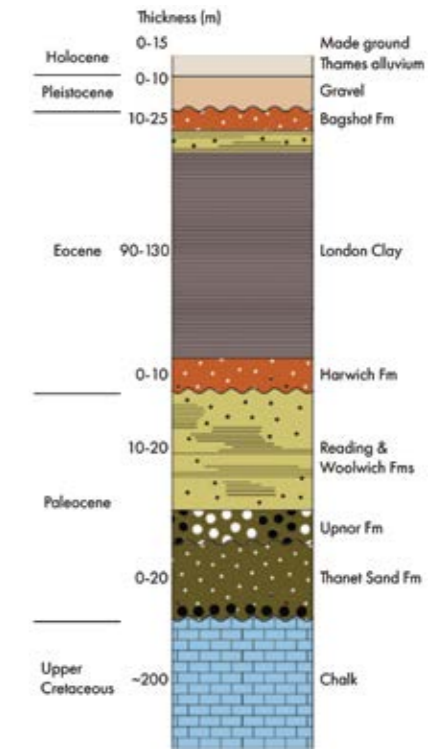 Thickness (m)
0-15
Made ground
Holocene
Thames alluvium
0-10
Pleistocene
Gravel
10-25
Bagshot Fm
Eocene
90-130
London Clay
0-10
Harwich Fm
10-20
Reading &
Woolwich Fms
Paleocene
Upnor Fm
0-20
Thanet Sand Fm
Upper
Cretaceous
~200
Chalk